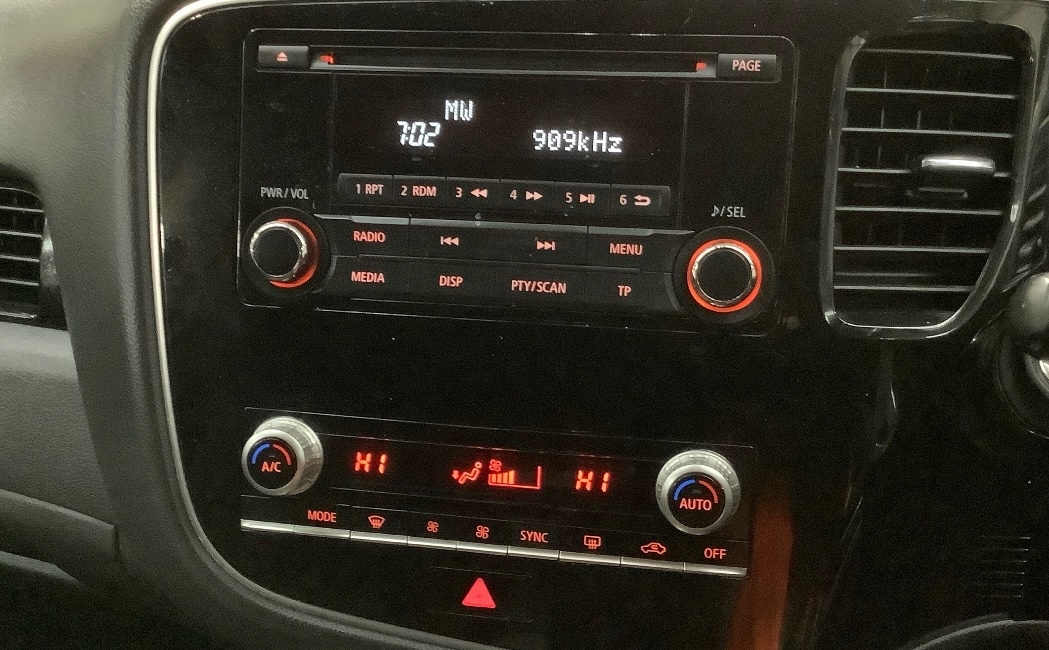 PAGE
MW
7:02 909kHz
PWR/VOL
1 RPT 2 RDM 3 4 5 6
♪/SEL
RADIO MENU
MEDIA DISP PTY/SCAN TP
A/C HI HI AUTO
MODE SYNC OFF